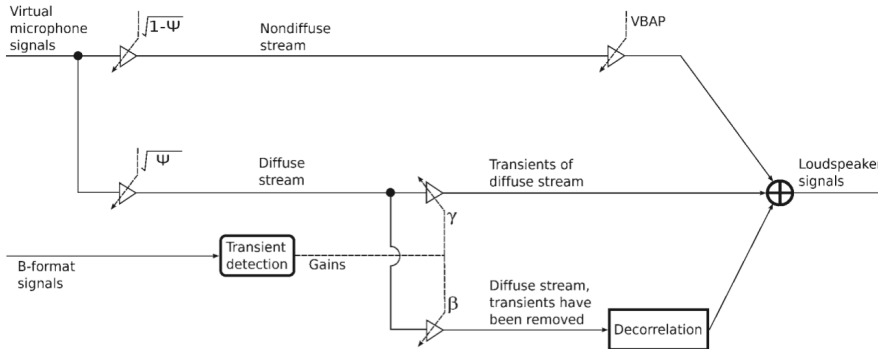 Virtual
microphone
signals
√1-Ψ
Nondiffuse
stream
VBAP
√Ψ
Diffuse
stream
Transients of
diffuse stream
Loudspeaker
signals
γ
Transient
detection
Gains
B-format
signals
β
Diffuse stream,
transients have
been removed
Decorrelation